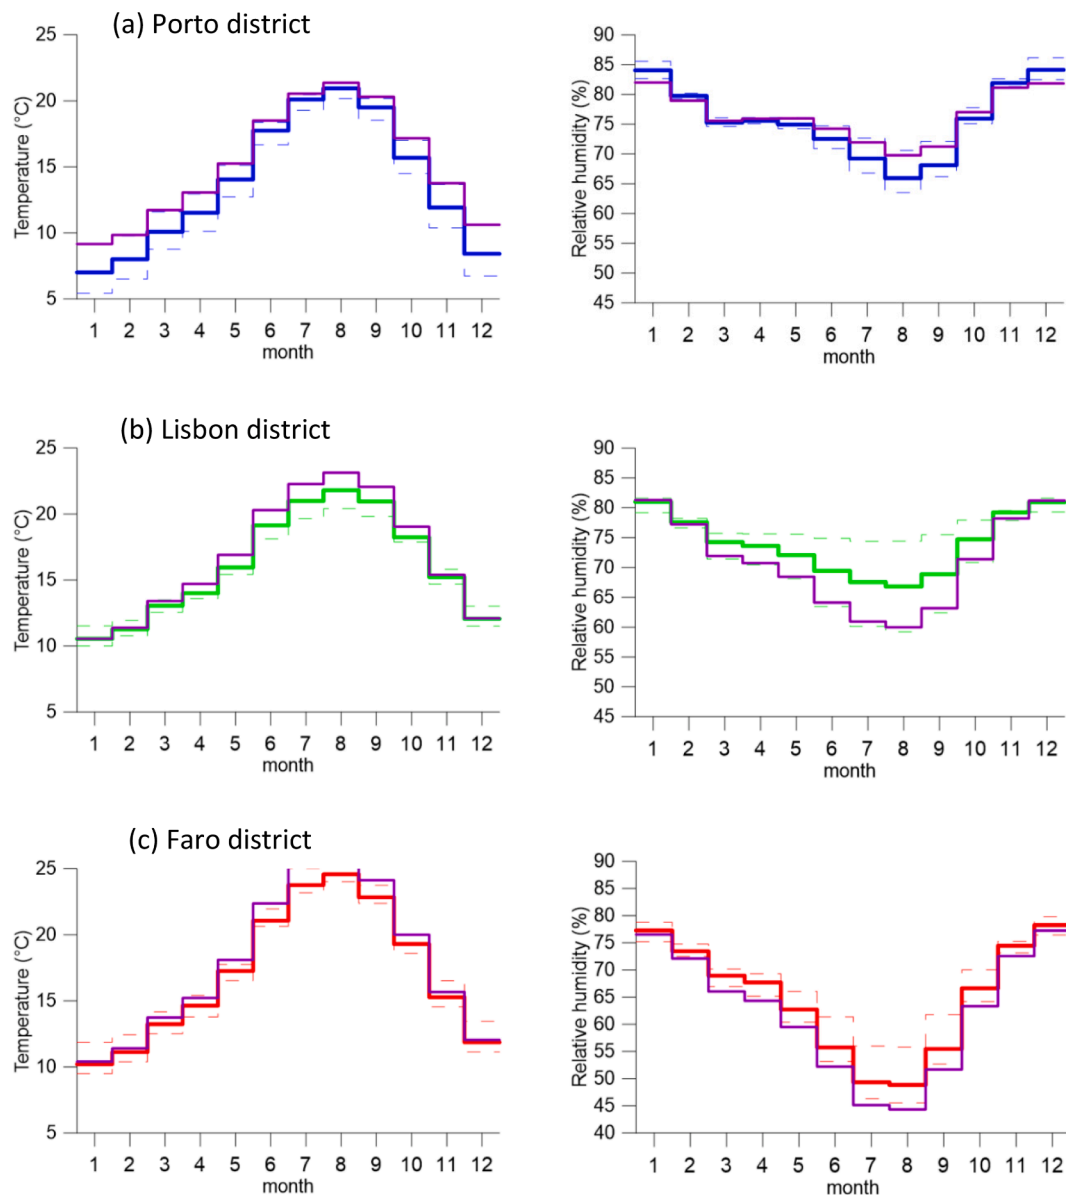 (a) Porto district
Temperature (°C)
25
20
15
10
5
1 2 3 4 5 6 7 8 9 10 11 12
month
Relative humidity (%)
90
85
80
75
70
65
60
55
50
45
1 2 3 4 5 6 7 8 9 10 11 12
month
(b) Lisbon district
Temperature (°C)
25
20
15
10
5
1 2 3 4 5 6 7 8 9 10 11 12
month
Relative humidity (%)
90
85
80
75
70
65
60
55
50
45
1 2 3 4 5 6 7 8 9 10 11 12
month
(c) Faro district
Temperature (°C)
25
20
15
10
5
1 2 3 4 5 6 7 8 9 10 11 12
month
Relative humidity (%)
90
85
80
75
70
65
60
55
50
45
40
1 2 3 4 5 6 7 8 9 10 11 12
month